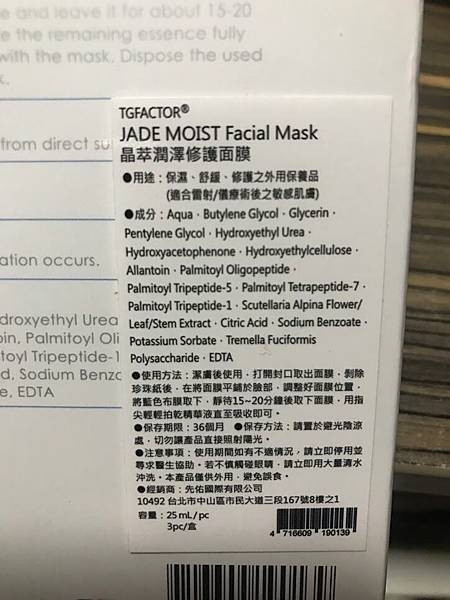 and leave it for about 15-20
e the remaining essence fully
with the mask. Dispose the used
k.
from direct su
ation occurs.
droxyethyl Urea
oin, Palmitoyl Oli
toyl Tripeptide-1
d, Sodium Benzo
e, EDTA
TGFACTOR®
JADE MOIST Facial Mask
晶萃潤澤修護面膜
●用途：保濕、舒緩、修護之外用保養品
(適合雷射/儀療術後之敏感肌膚)
●成分：Aqua‧Butylene Glycol‧Glycerin‧
Pentylene Glycol‧Hydroxyethyl Urea‧
Hydroxyacetophenone‧Hydroxyethylcellulose‧
Allantoin‧Palmitoyl Oligopeptide‧
Palmitoyl Tripeptide-5‧Palmitoyl Tetrapeptide-7‧
Palmitoyl Tripeptide-1‧Scutellaria Alpina Flower/
Leaf/Stem Extract‧Citric Acid‧Sodium Benzoate‧
Potassium Sorbate‧Tremella Fuciformis
Polysaccharide‧EDTA
●使用方法：潔膚後使用，打開封口取出面膜，剝除
珍珠紙後，在將面膜平鋪於臉部，調整好面膜位置，
將藍色布膜取下，靜待15~20分鐘後取下面膜，用指
尖輕輕拍乾精華液直至吸收即可。
●保存期限：36個月 ●保存方法：請置於避光陰涼
處，切勿讓產品直接照射陽光。
●注意事項：使用期間如有不適情況，請立即停用並
尋求醫生協助。若不慎觸碰眼睛，請立即用大量清水
沖洗。本產品僅供外用，避免誤食。
●經銷商：先佑國際有限公司
10492 台北市中山區市民大道三段167號8樓之1
容量：25mL/pc
3pc/盒
4 716609 190139